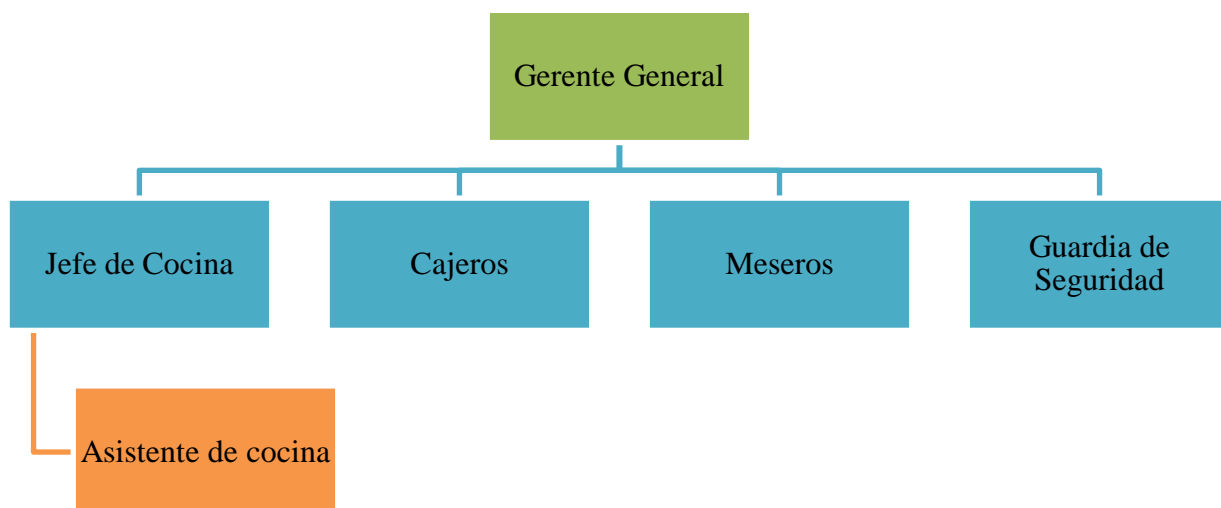 Gerente General
Jefe de Cocina
Cajeros
Meseros
Guardia de
Seguridad
Asistente de cocina